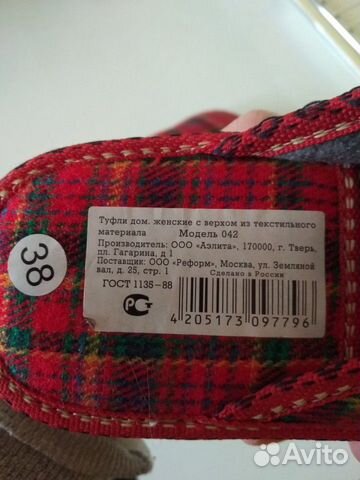 Туфли дом. женские с верхом из текстильного
материала Модель 042
Производитель: ООО «Аэлита», 170000, г. Тверь,
пл. Гагарина, д 1
Поставщик: ООО «Реформ», Москва, ул. Земляной
вал, д. 25, стр. 1 Сделано в России
ГОСТ 1135-88
4 205173 097796
38
Avito